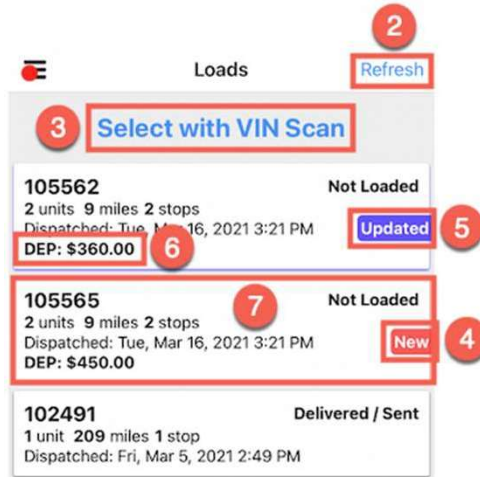 2
Loads Refresh
3 Select with VIN Scan
105562 Not Loaded
2 units 9 miles 2 stops
Dispatched: Tue, Mar 16, 2021 3:21 PM Updated 5
DEP: $360.00 6
105565 7 Not Loaded
2 units 9 miles 2 stops
Dispatched: Tue, Mar 16, 2021 3:21 PM New 4
DEP: $450.00
102491 Delivered / Sent
1 unit 209 miles 1 stop
Dispatched: Fri, Mar 5, 2021 2:49 PM